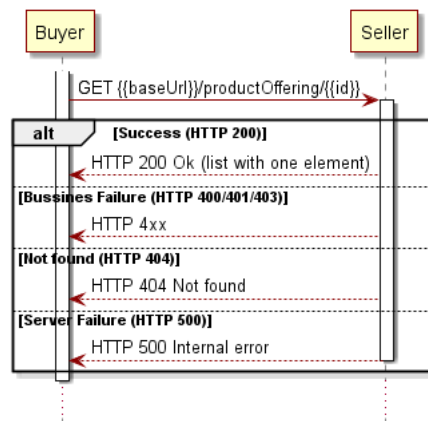 Buyer
Seller
GET {{baseUrl}}/productOffering/{{id}}
alt
[Success (HTTP 200)]
HTTP 200 Ok (list with one element)
[Bussines Failure (HTTP 400/401/403)]
HTTP 4xx
[Not found (HTTP 404)]
HTTP 404 Not found
[Server Failure (HTTP 500)]
HTTP 500 Internal error